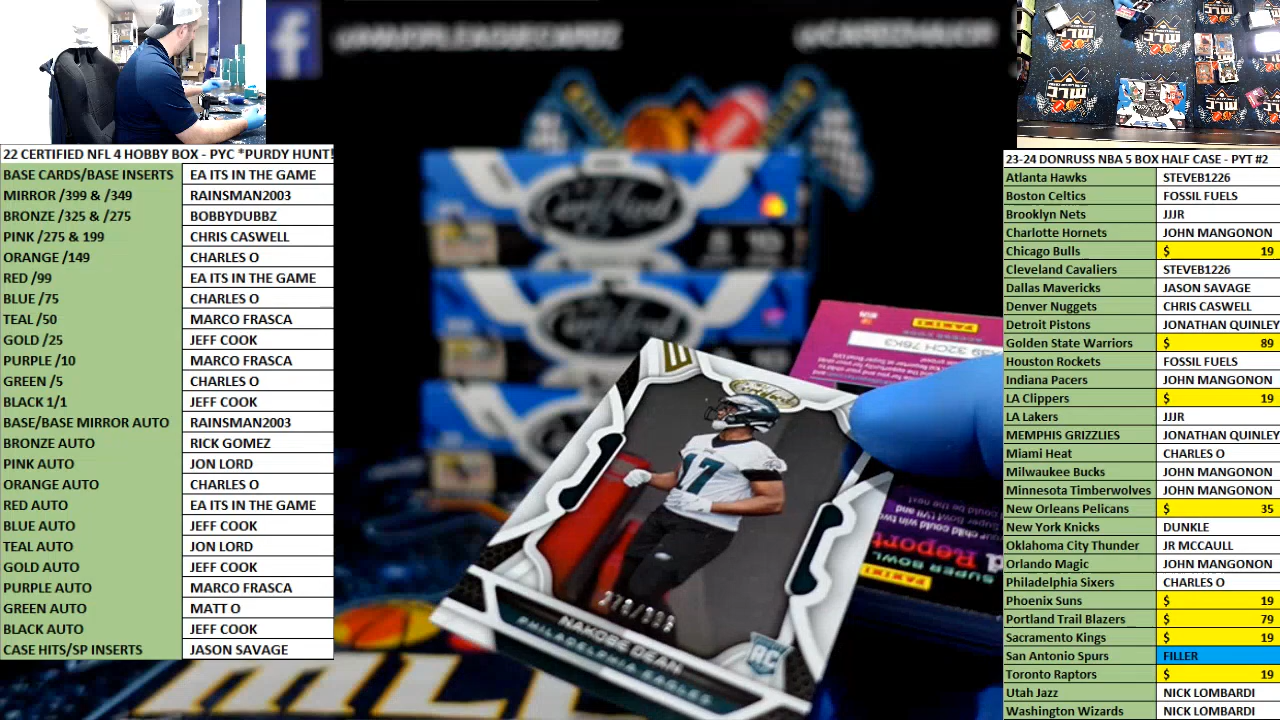 22 CERTIFIED NFL 4 HOBBY BOX - PYC *PURDY HUNT!
BASE CARDS/BASE INSERTS EA ITS IN THE GAME
MIRROR /399 & /349 RAINSMAN2003
BRONZE /325 & /275 BOBBYDUBBZ
PINK /275 & 199 CHRIS CASWELL
ORANGE /149 CHARLES O
RED /99 EA ITS IN THE GAME
BLUE /75 CHARLES O
TEAL /50 MARCO FRASCA
GOLD /25 JEFF COOK
PURPLE /10 MARCO FRASCA
GREEN /5 CHARLES O
BLACK 1/1 JEFF COOK
BASE/BASE MIRROR AUTO RAINSMAN2003
BRONZE AUTO RICK GOMEZ
PINK AUTO JON LORD
ORANGE AUTO CHARLES O
RED AUTO EA ITS IN THE GAME
BLUE AUTO JEFF COOK
TEAL AUTO JON LORD
GOLD AUTO JEFF COOK
PURPLE AUTO MARCO FRASCA
GREEN AUTO MATT O
BLACK AUTO JEFF COOK
CASE HITS/SP INSERTS JASON SAVAGE
PANINI
17
NAKOBE DEAN
PHILADELPHIA EAGLES
RC
SUPER BOWL
PANINI
23-24 DONRUSS NBA 5 BOX HALF CASE - PYT #2
Atlanta Hawks STEVEB1226
Boston Celtics FOSSIL FUELS
Brooklyn Nets JJJR
Charlotte Hornets JOHN MANGONON
Chicago Bulls $ 19
Cleveland Cavaliers STEVEB1226
Dallas Mavericks JASON SAVAGE
Denver Nuggets CHRIS CASWELL
Detroit Pistons JONATHAN QUINLEY
Golden State Warriors $ 89
Houston Rockets FOSSIL FUELS
Indiana Pacers JOHN MANGONON
LA Clippers $ 19
LA Lakers JJJR
MEMPHIS GRIZZLIES JONATHAN QUINLEY
Miami Heat CHARLES O
Milwaukee Bucks JOHN MANGONON
Minnesota Timberwolves JOHN MANGONON
New Orleans Pelicans $ 35
New York Knicks DUNKLE
Oklahoma City Thunder JR MCCAULL
Orlando Magic JOHN MANGONON
Philadelphia Sixers CHARLES O
Phoenix Suns $ 19
Portland Trail Blazers $ 79
Sacramento Kings $ 19
San Antonio Spurs FILLER
Toronto Raptors $ 19
Utah Jazz NICK LOMBARDI
Washington Wizards NICK LOMBARDI